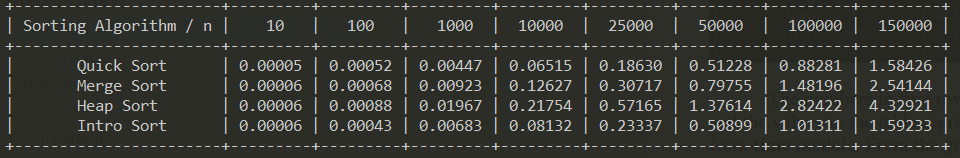 +-----------------------+---------+---------+---------+---------+---------+---------+---------+---------+
| Sorting Algorithm / n |    10   |   100   |   1000  |  10000  |  25000  |  50000  |  100000 |  150000 |
+-----------------------+---------+---------+---------+---------+---------+---------+---------+---------+
|       Quick Sort      | 0.00005 | 0.00052 | 0.00447 | 0.06515 | 0.18630 | 0.51228 | 0.88281 | 1.58426 |
|       Merge Sort      | 0.00006 | 0.00068 | 0.00923 | 0.12627 | 0.30717 | 0.79755 | 1.48196 | 2.54144 |
|       Heap Sort       | 0.00006 | 0.00088 | 0.01967 | 0.21754 | 0.57165 | 1.37614 | 2.82422 | 4.32921 |
|       Intro Sort      | 0.00006 | 0.00043 | 0.00683 | 0.08132 | 0.23337 | 0.50899 | 1.01311 | 1.59233 |
+-----------------------+---------+---------+---------+---------+---------+---------+---------+---------+